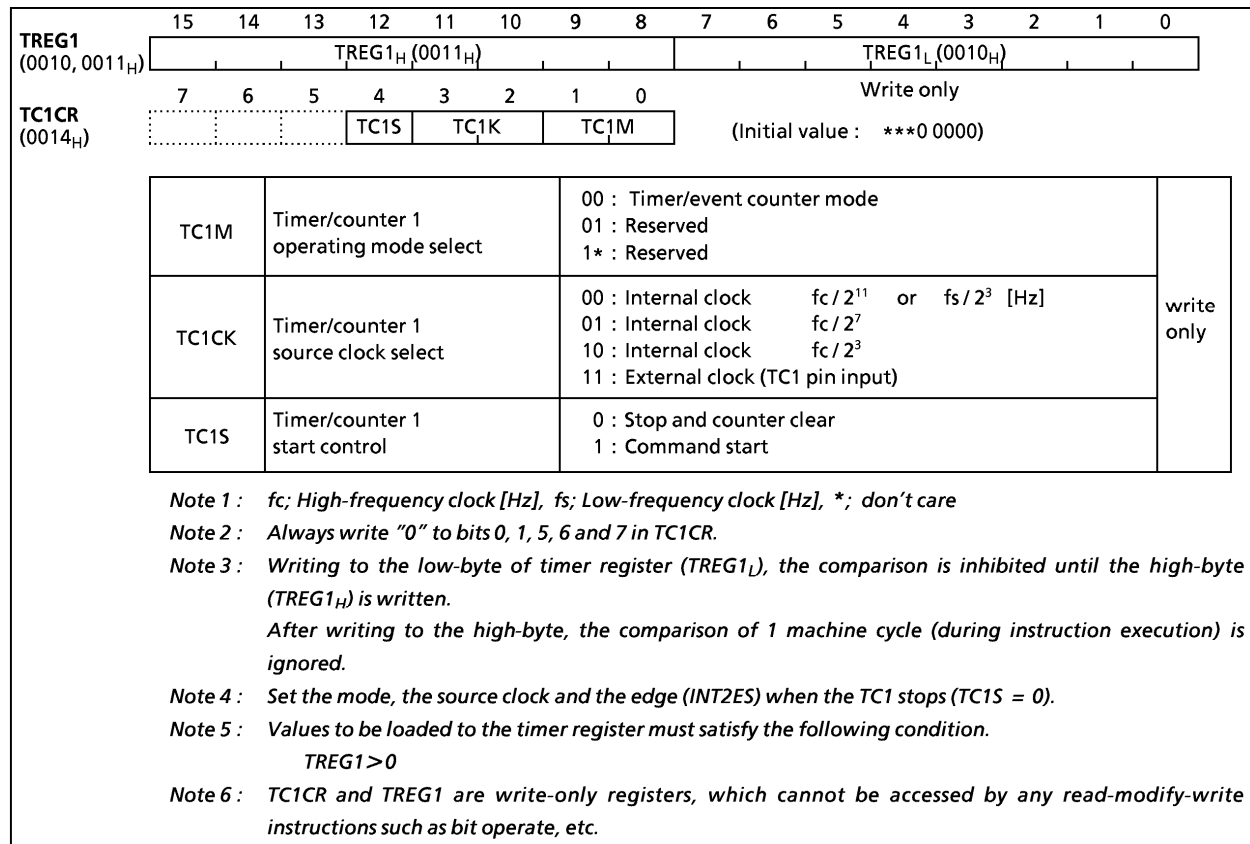 15 14 13 12 11 10 9 8 7 6 5 4 3 2 1 0
TREG1
(0010, 0011H)
TREG1H (0011H) TREG1L (0010H)
Write only
7 6 5 4 3 2 1 0
TC1CR
(0014H)
TC1S TC1K TC1M
(Initial value : ***0 0000)
TC1M
Timer/counter 1
operating mode select
00 : Timer/event counter mode
01 : Reserved
1* : Reserved
TC1CK
Timer/counter 1
source clock select
00 : Internal clock fc / 2¹¹ or fs / 2³ [Hz]
01 : Internal clock fc / 2⁷
10 : Internal clock fc / 2³
11 : External clock (TC1 pin input)
TC1S
Timer/counter 1
start control
0 : Stop and counter clear
1 : Command start
write
only
Note 1 : fc; High-frequency clock [Hz], fs; Low-frequency clock [Hz], *; don't care
Note 2 : Always write "0" to bits 0, 1, 5, 6 and 7 in TC1CR.
Note 3 : Writing to the low-byte of timer register (TREG1L), the comparison is inhibited until the high-byte
(TREG1H) is written.
After writing to the high-byte, the comparison of 1 machine cycle (during instruction execution) is
ignored.
Note 4 : Set the mode, the source clock and the edge (INT2ES) when the TC1 stops (TC1S = 0).
Note 5 : Values to be loaded to the timer register must satisfy the following condition.
TREG1>0
Note 6 : TC1CR and TREG1 are write-only registers, which cannot be accessed by any read-modify-write
instructions such as bit operate, etc.